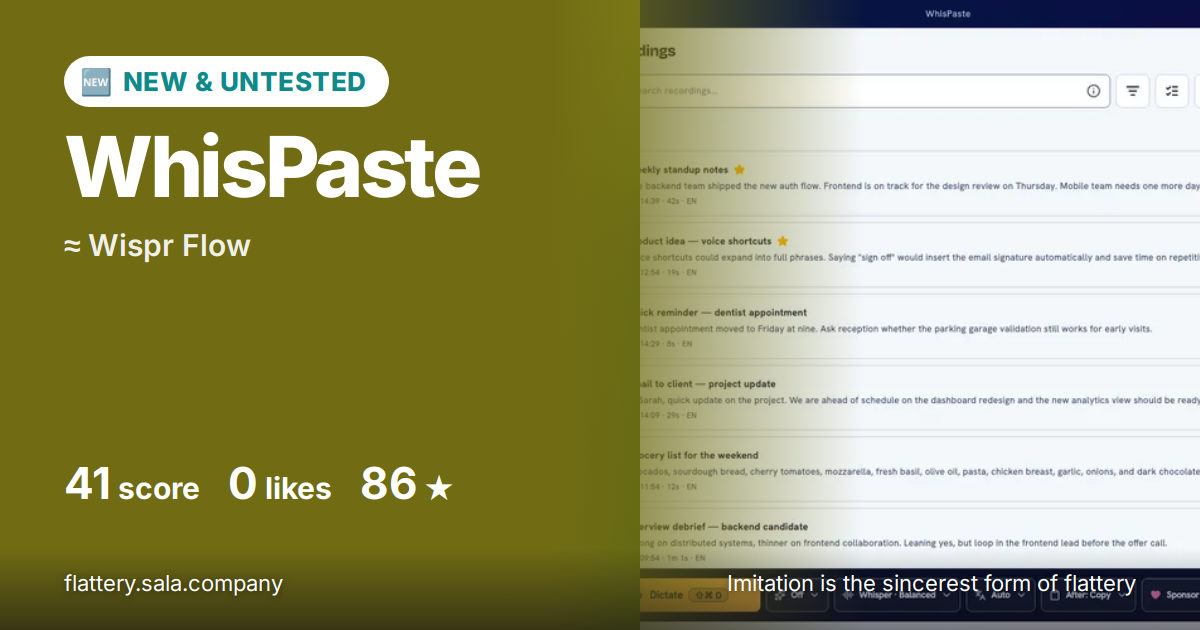 NEW
NEW & UNTESTED
WhisPaste
≈ Wispr Flow
41 score 0 likes 86 ★
flattery.sala.company
WhisPaste
dings
arch recordings...
ekly standup notes ⭐
backend team shipped the new auth flow. Frontend is on track for the design review on Thursday. Mobile team needs one more day
14:39 · 42s · EN
duct idea — voice shortcuts ⭐
ce shortcuts could expand into full phrases. Saying "sign off" would insert the email signature automatically and save time on repetiti
12:54 · 19s · EN
ick reminder — dentist appointment
ntist appointment moved to Friday at nine. Ask reception whether the parking garage validation still works for early visits.
14:29 · 8s · EN
ail to client — project update
Sarah, quick update on the project. We are ahead of schedule on the dashboard redesign and the new analytics view should be ready
14:09 · 29s · EN
ocery list for the weekend
ocados, sourdough bread, cherry tomatoes, mozzarella, fresh basil, olive oil, pasta, chicken breast, garlic, onions, and dark chocolate
11:54 · 12s · EN
erview debrief — backend candidate
ong on distributed systems, thinner on frontend collaboration. Leaning yes, but loop in the frontend lead before the offer call.
09:54 · 1m 1s · EN
Imitation is the sincerest form of flattery
Dictate ⇧⌘D Off Whisper · Balanced Auto After: Copy Sponsor